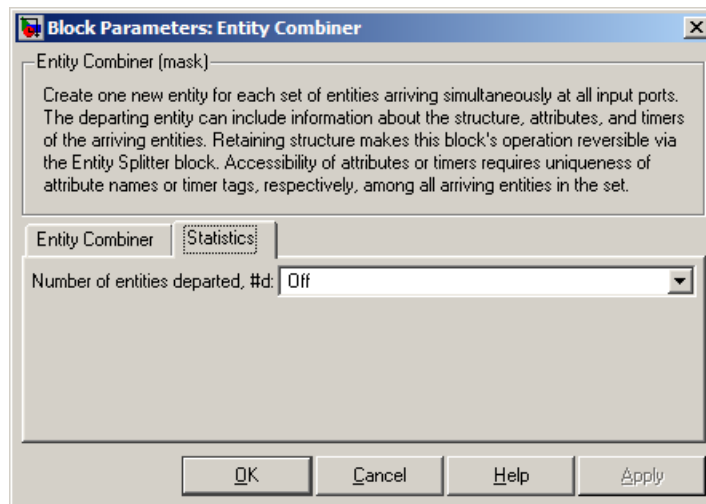 Block Parameters: Entity Combiner
Entity Combiner (mask)
Create one new entity for each set of entities arriving simultaneously at all input ports.
The departing entity can include information about the structure, attributes, and timers
of the arriving entities. Retaining structure makes this block's operation reversible via
the Entity Splitter block. Accessibility of attributes or timers requires uniqueness of
attribute names or timer tags, respectively, among all arriving entities in the set.
Entity Combiner Statistics
Number of entities departed, #d: Off
OK Cancel Help Apply